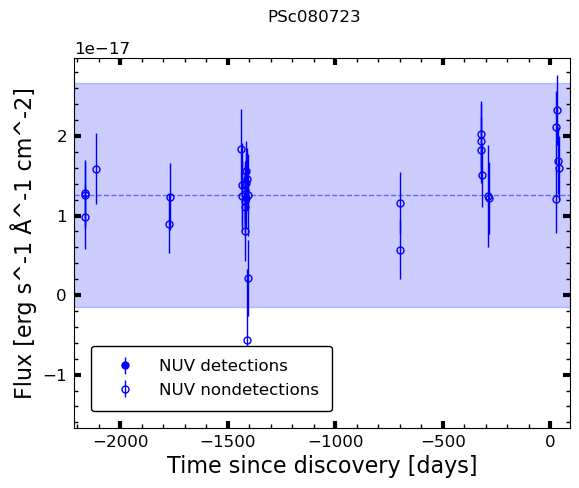 PSc080723
1e−17
Flux [erg s^-1 Å^-1 cm^-2]
2
1
0
−1
NUV detections
NUV nondetections
−2000 −1500 −1000 −500 0
Time since discovery [days]